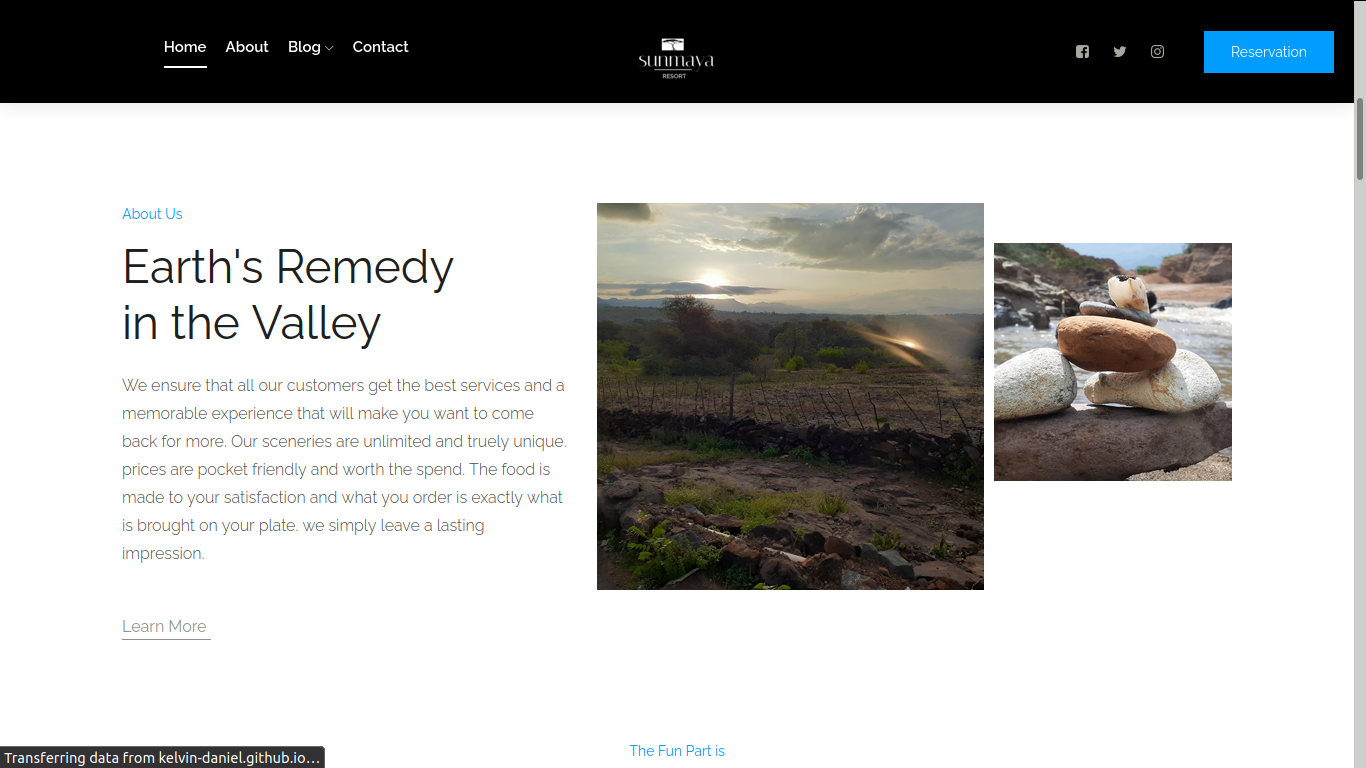 Home About Blog Contact
sunmaya
RESORT
Reservation
About Us
Earth's Remedy
in the Valley
We ensure that all our customers get the best services and a
memorable experience that will make you want to come
back for more. Our sceneries are unlimited and truely unique.
prices are pocket friendly and worth the spend. The food is
made to your satisfaction and what you order is exactly what
is brought on your plate. we simply leave a lasting
impression.
Learn More
The Fun Part is
Transferring data from kelvin-daniel.github.io…